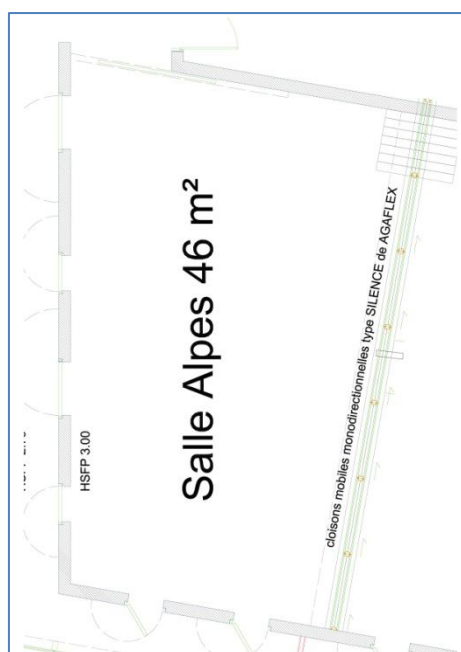 Salle Alpes 46 m²
cloisons mobiles monodirectionnelles type SILENCE de AGAFLEX
HSFP 3.00